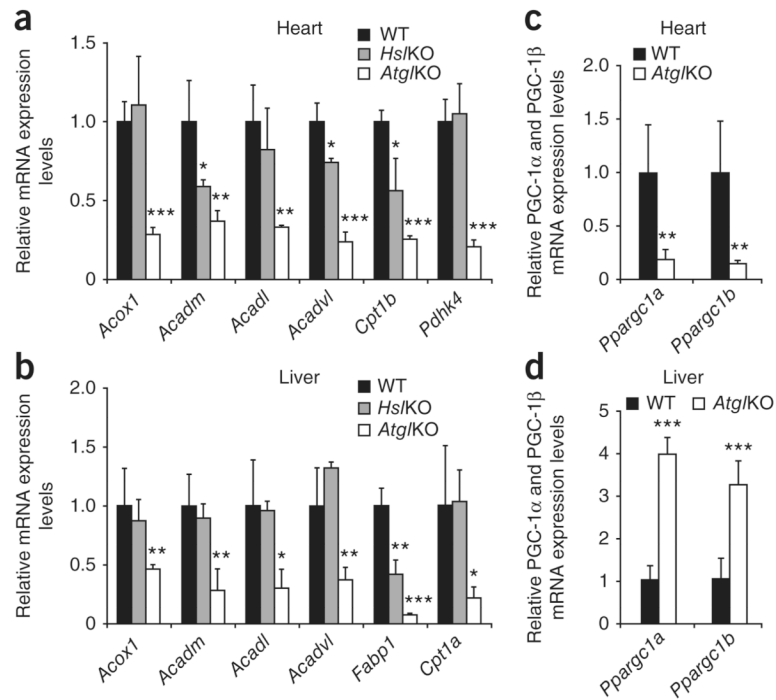 a
Heart
WT
HslKO
AtglKO
Relative mRNA expression
levels
1.5
1.0
0.5
0
*
**
***
**
*
***
*
***
***
Acox1
Acadm
Acadl
Acadvl
Cpt1b
Pdhk4
b
Liver
WT
HslKO
AtglKO
Relative mRNA expression
levels
2.0
1.5
1.0
0.5
0
**
**
*
**
**
***
*
Acox1
Acadm
Acadl
Acadvl
Fabp1
Cpt1a
c
Heart
WT
AtglKO
Relative PGC-1α and PGC-1β
mRNA expression levels
2.0
1.5
1.0
0.5
0
**
**
Ppargc1a
Ppargc1b
d
Liver
WT
AtglKO
Relative PGC-1α and PGC-1β
mRNA expression levels
5
4
3
2
1
0
***
***
Ppargc1a
Ppargc1b